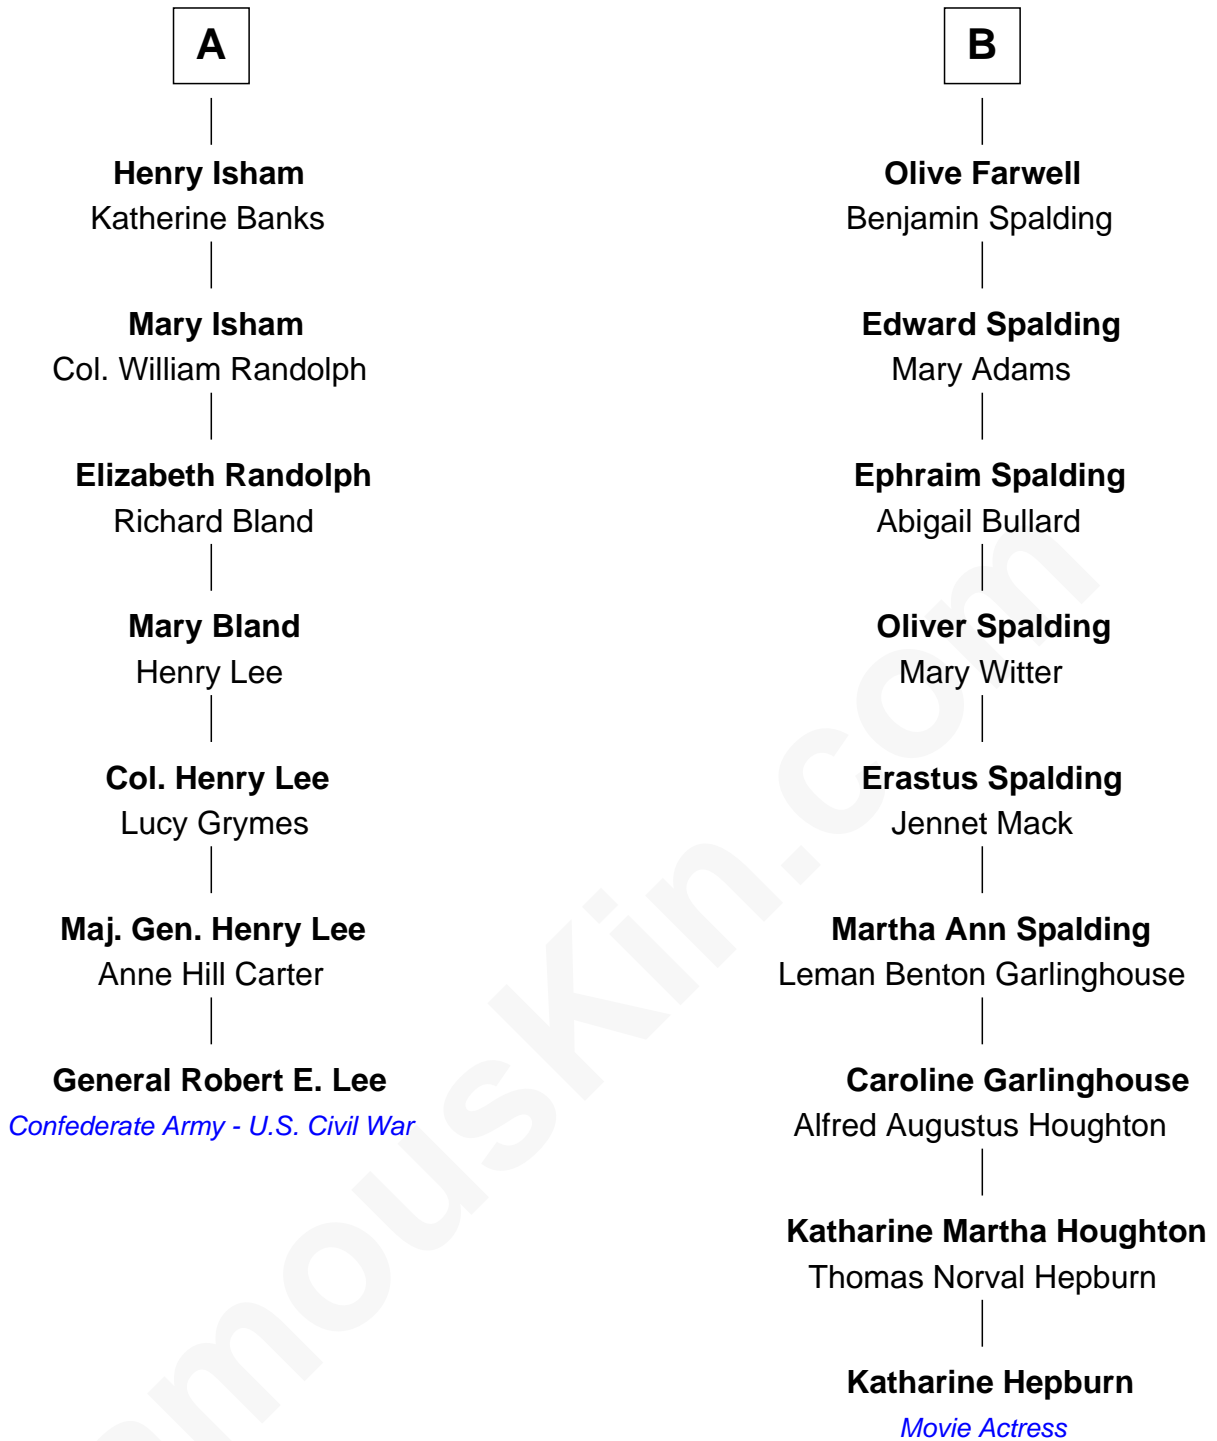 A
Henry Isham
Katherine Banks
Mary Isham
Col. William Randolph
Elizabeth Randolph
Richard Bland
Mary Bland
Henry Lee
Col. Henry Lee
Lucy Grymes
Maj. Gen. Henry Lee
Anne Hill Carter
General Robert E. Lee
Confederate Army - U.S. Civil War
B
Olive Farwell
Benjamin Spalding
Edward Spalding
Mary Adams
Ephraim Spalding
Abigail Bullard
Oliver Spalding
Mary Witter
Erastus Spalding
Jennet Mack
Martha Ann Spalding
Leman Benton Garlinghouse
Caroline Garlinghouse
Alfred Augustus Houghton
Katharine Martha Houghton
Thomas Norval Hepburn
Katharine Hepburn
Movie Actress
amousKin.com